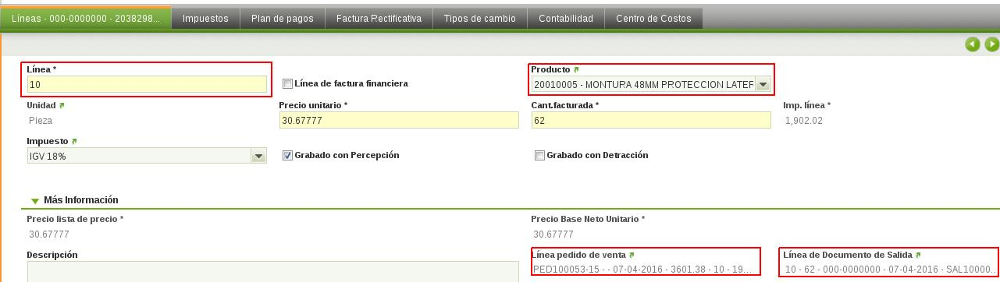 Líneas - 000-0000000 - 2038298...
Impuestos
Plan de pagos
Factura Rectificativa
Tipos de cambio
Contabilidad
Centro de Costos
Línea *
10
Línea de factura financiera
Producto
20010005 - MONTURA 48MM PROTECCION LATER
Unidad
Pieza
Precio unitario *
30.67777
Cant.facturada *
62
Imp. línea *
1,902.02
Impuesto
IGV 18%
Grabado con Percepción
Grabado con Detracción
Más Información
Precio lista de precio *
30.67777
Precio Base Neto Unitario *
30.67777
Descripción
Línea pedido de venta
PED100053-15 - - 07-04-2016 - 3601.38 - 10 - 19...
Línea de Documento de Salida
10 - 62 - 000-0000000 - 07-04-2016 - SAL10000...